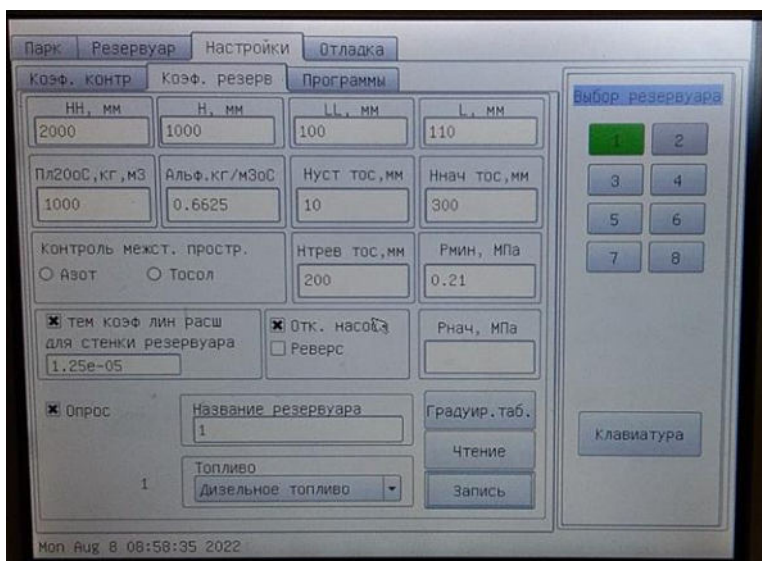 Парк Резервуар Настройки Отладка
Коэф. контр Коэф. резерв Программы
Выбор резервуара
HH, мм H, мм LL, мм L, мм
2000 1000 100 110
1 2
Пл20оС,кг,м3 Альф.кг/м3оС Нуст тос,мм Ннач тос,мм
1000 0.6625 10 300
3 4
5 6
7 8
Контроль межст. простр. Нтрев тос,мм Рмин, МПа
Азот Тосол 200 0.21
тем коэф лин расш Отк. насоса Рнач, МПа
для стенки резервуара Реверс
1.25e-05
Опрос Название резервуара Градуир.таб.
1
Клавиатура
Чтение
Топливо
1 Дизельное топливо Запись
Mon Aug 8 08:58:35 2022